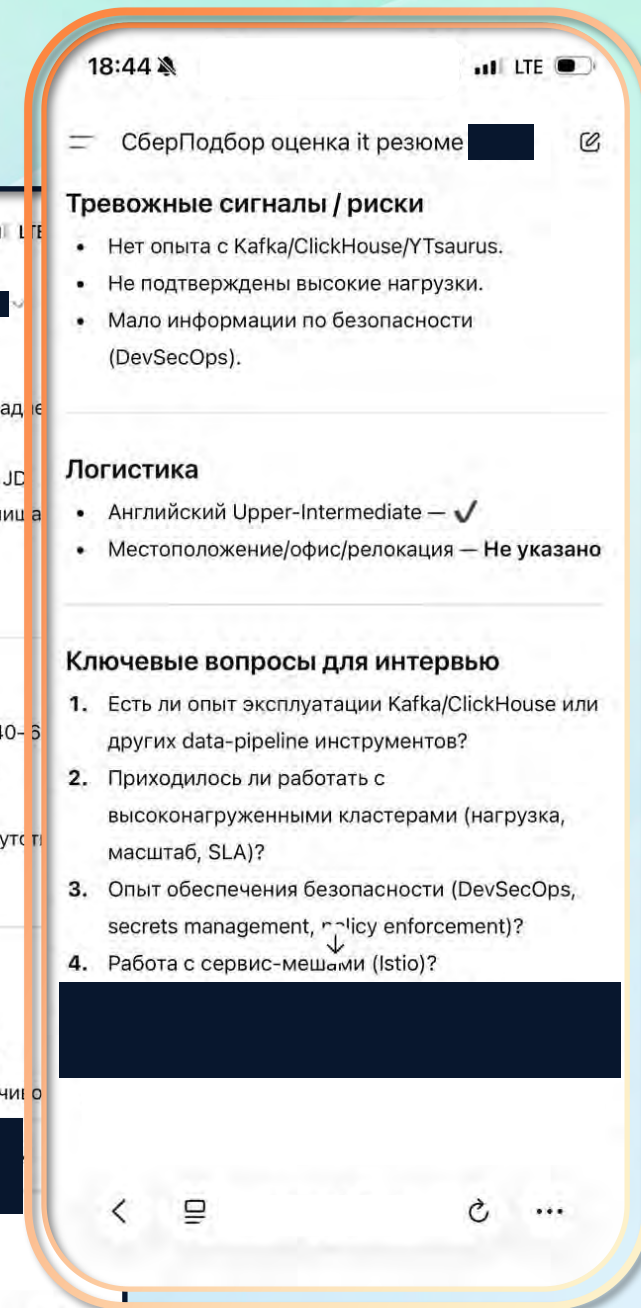 18:44
LTE
СберПодбор оценка it резюме
Тревожные сигналы / риски
• Нет опыта с Kafka/ClickHouse/YTsaurus.
• Не подтверждены высокие нагрузки.
• Мало информации по безопасности
(DevSecOps).
Логистика
• Английский Upper-Intermediate — ✓
• Местоположение/офис/релокация — Не указано
Ключевые вопросы для интервью
1. Есть ли опыт эксплуатации Kafka/ClickHouse или
других data-pipeline инструментов?
2. Приходилось ли работать с
высоконагруженными кластерами (нагрузка,
масштаб, SLA)?
3. Опыт обеспечения безопасности (DevSecOps,
secrets management, policy enforcement)?
4. Работа с сервис-мешами (Istio)?